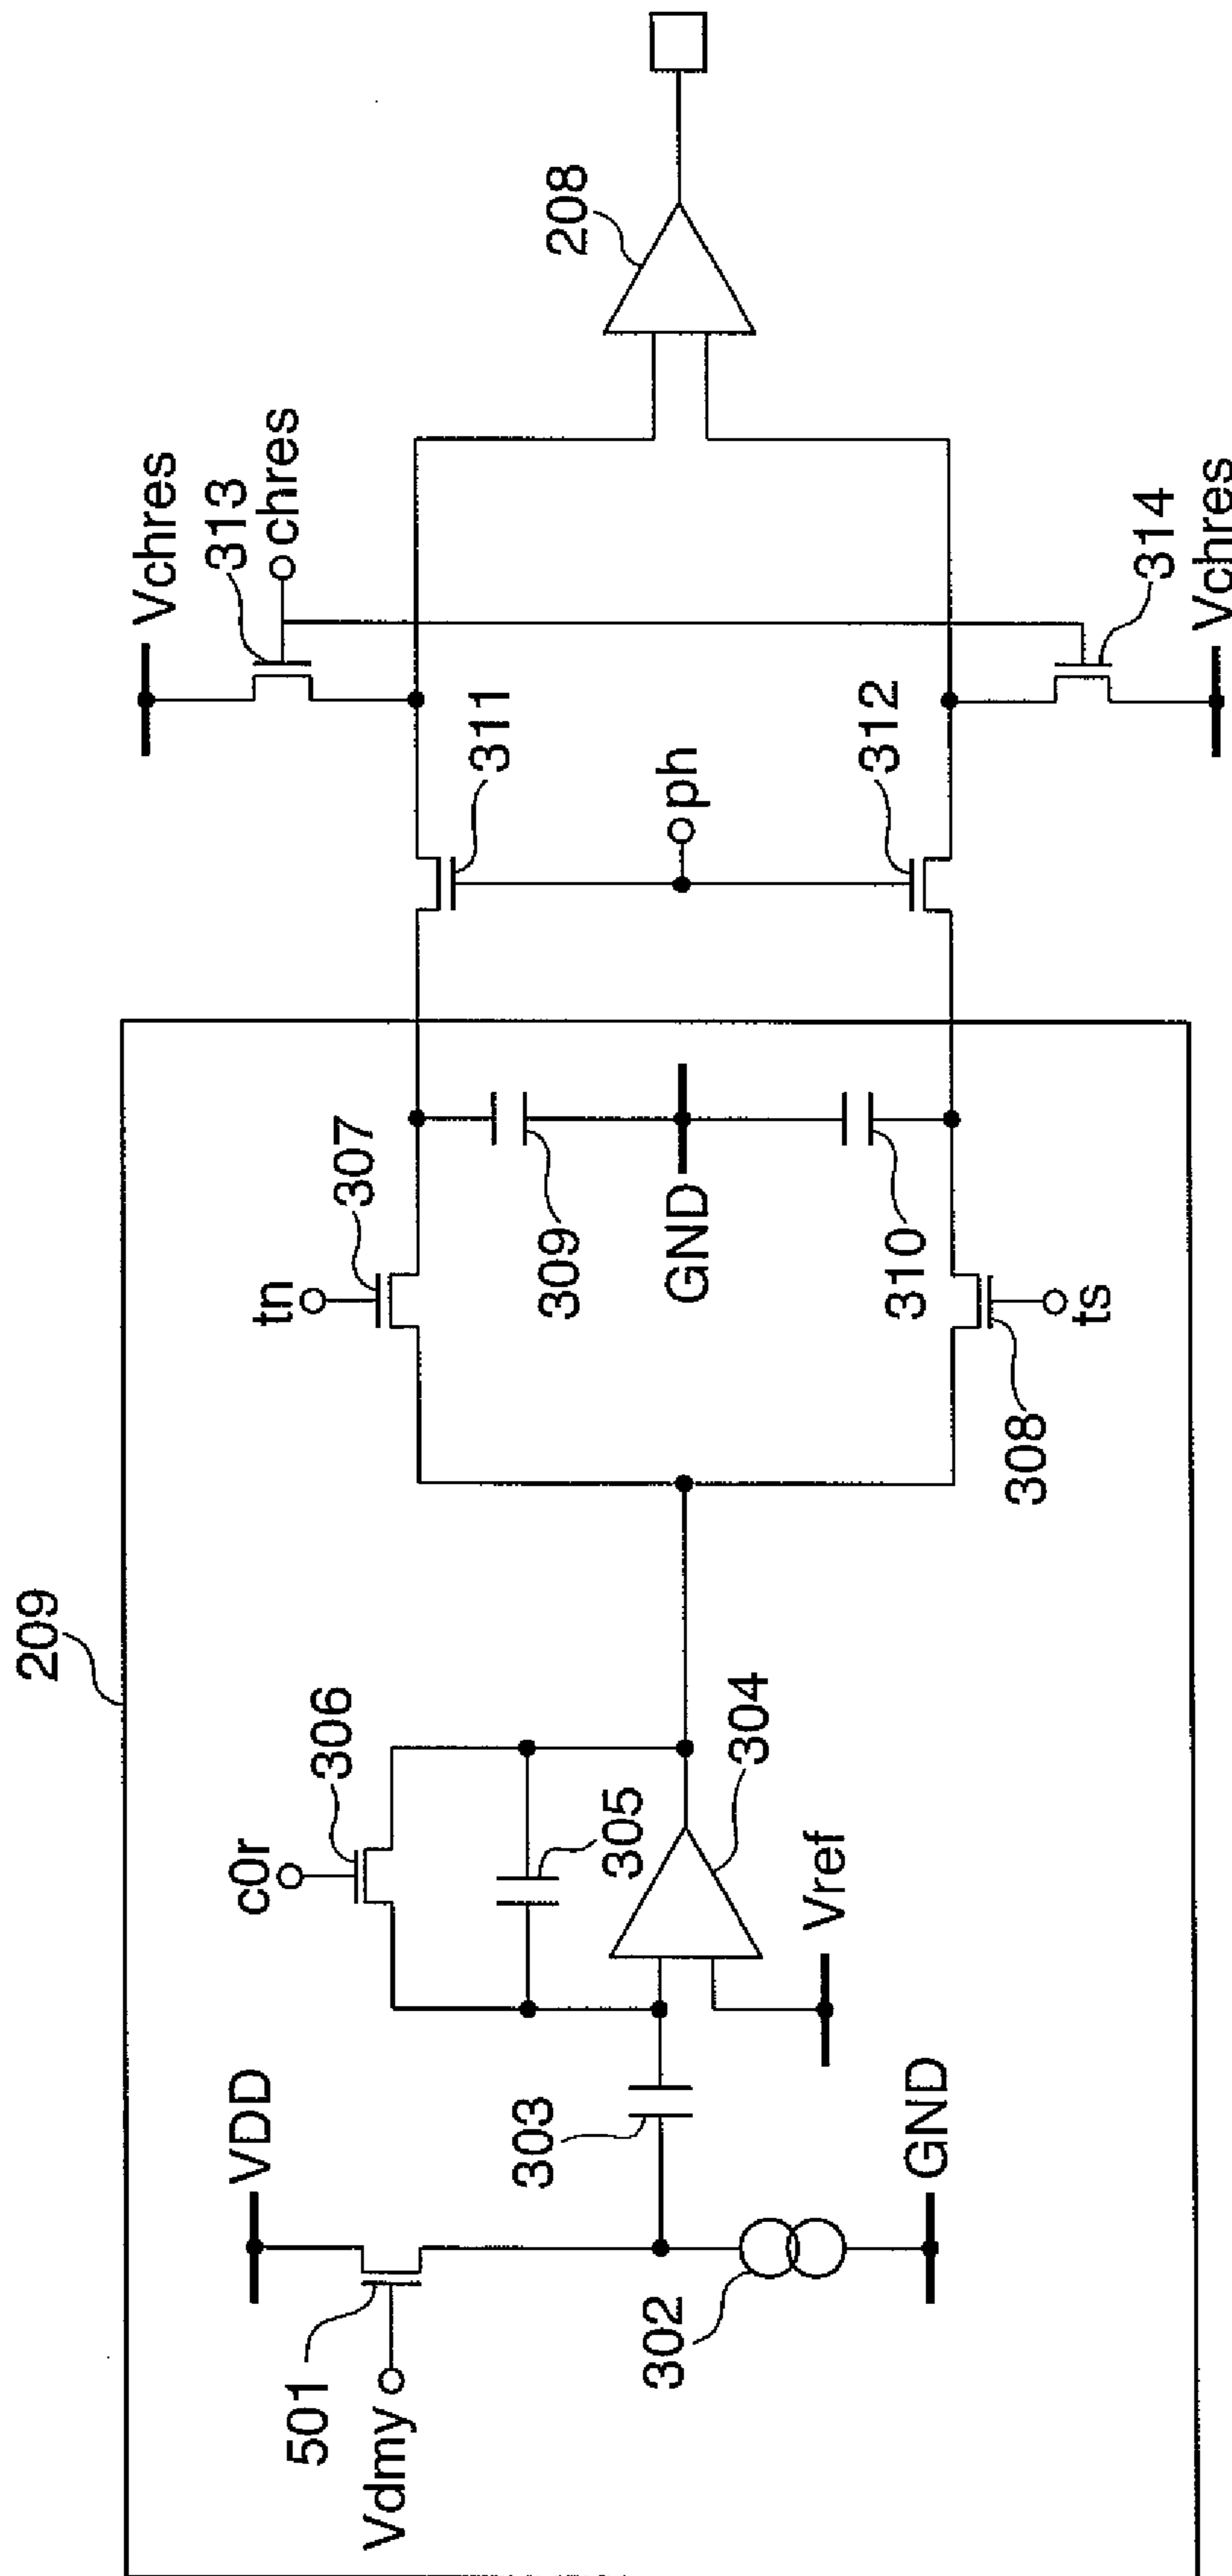 209
VDD
501
Vdmy
302
GND
303
c0r
306
305
304
Vref
tn
307
309
GND
310
308
ts
311
ph
312
Vchres
313
chres
314
Vchres
208